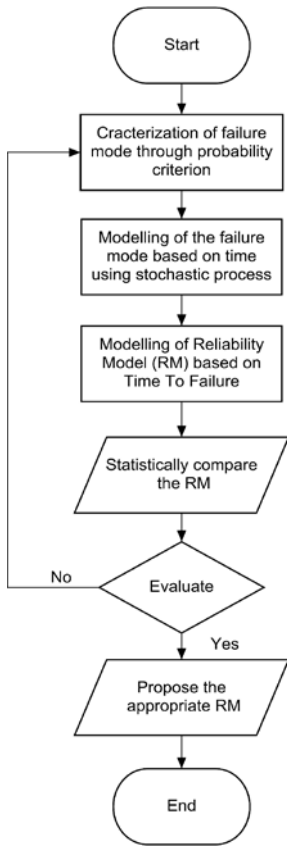 Start
Cracterization of failure
mode through probability
criterion
Modelling of the failure
mode based on time
using stochastic process
Modelling of Reliability
Model (RM) based on
Time To Failure
Statistically compare
the RM
No
Evaluate
Yes
Propose the
appropriate RM
End